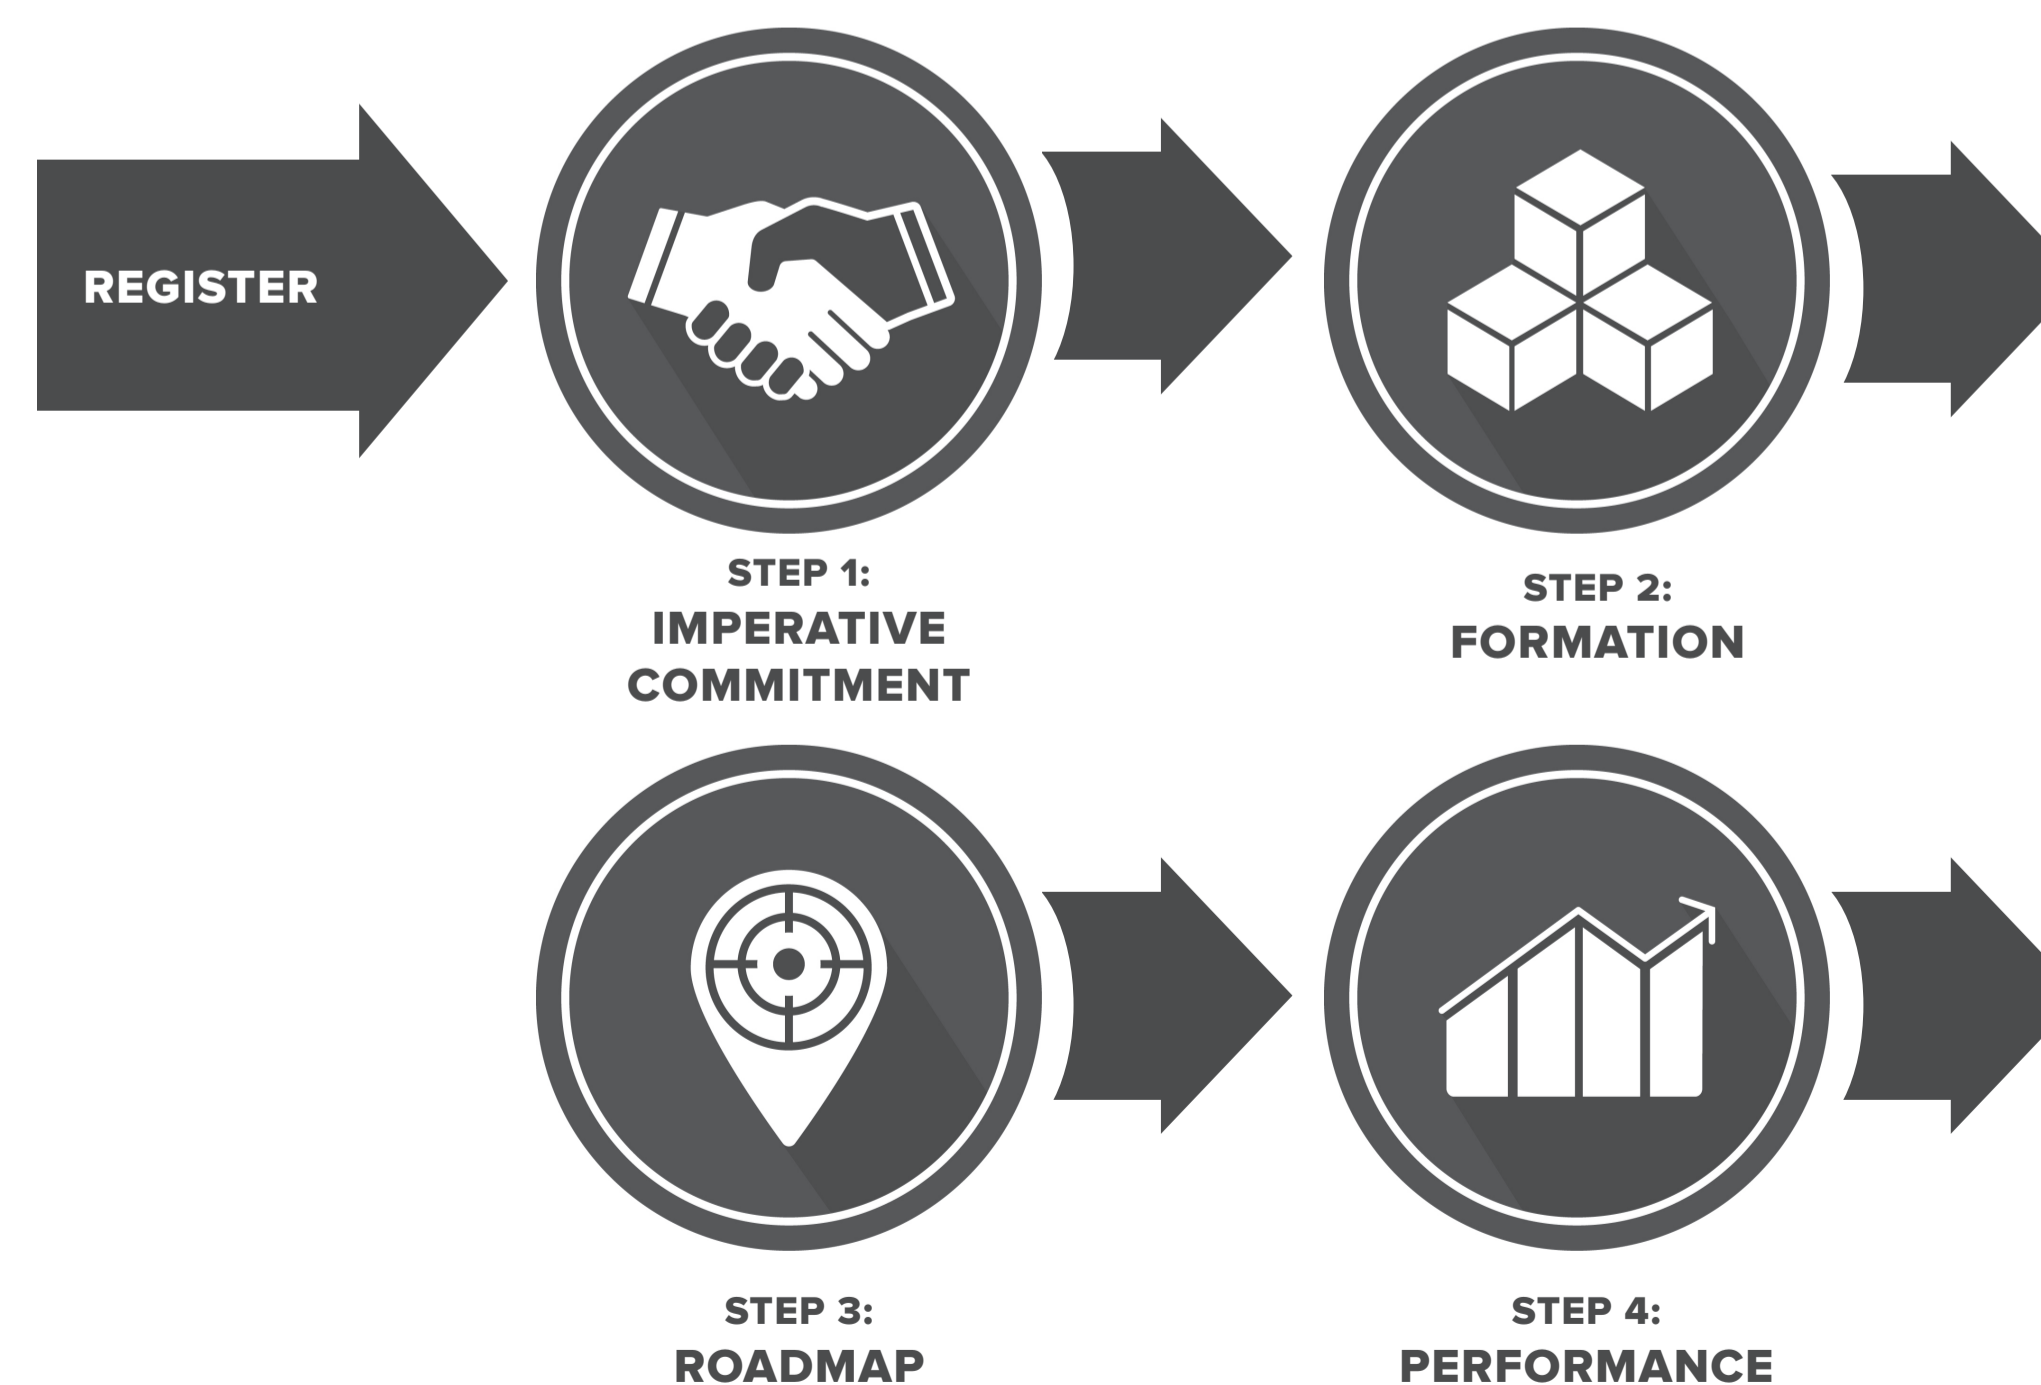 REGISTER
STEP 1:
IMPERATIVE
COMMITMENT
STEP 2:
FORMATION
STEP 3:
ROADMAP
STEP 4:
PERFORMANCE